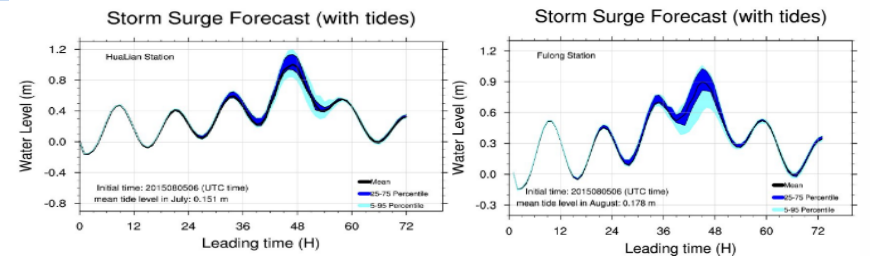 Storm Surge Forecast (with tides)
HuaLian Station
Water Level (m)
1.2
0.8
0.4
0.0
-0.4
-0.8
Initial time: 2015080506 (UTC time)
mean tide level in July: 0.151 m
Mean
25-75 Percentile
5-95 Percentile
0 12 24 36 48 60 72
Leading time (H)
Storm Surge Forecast (with tides)
Fulong Station
Water Level (m)
1.2
0.9
0.6
0.3
0.0
-0.3
Initial time: 2015080506 (UTC time)
mean tide level in August: 0.178 m
Mean
25-75 Percentile
5-95 Percentile
0 12 24 36 48 60 72
Leading time (H)